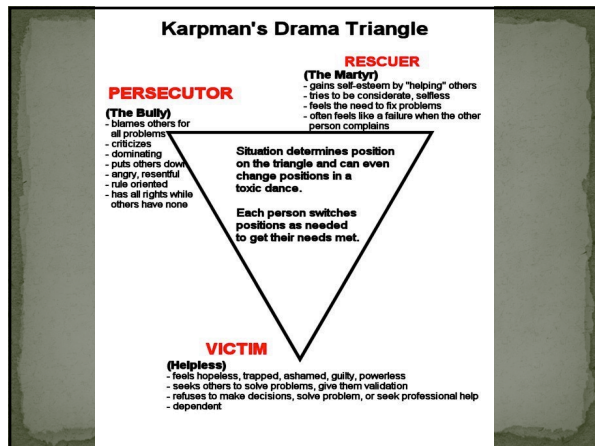 Karpman's Drama Triangle
RESCUER
(The Martyr)
- gains self-esteem by "helping" others
- tries to be considerate, selfless
- feels the need to fix problems
- often feels like a failure when the other
person complains
PERSECUTOR
(The Bully)
- blames others for
all problems
- criticizes
- dominating
- puts others down
- angry, resentful
- rule oriented
- has all rights while
others have none
Situation determines position
on the triangle and can even
change positions in a
toxic dance.
Each person switches
positions as needed
to get their needs met.
VICTIM
(Helpless)
- feels hopeless, trapped, ashamed, guilty, powerless
- seeks others to solve problems, give them validation
- refuses to make decisions, solve problem, or seek professional help
- dependent